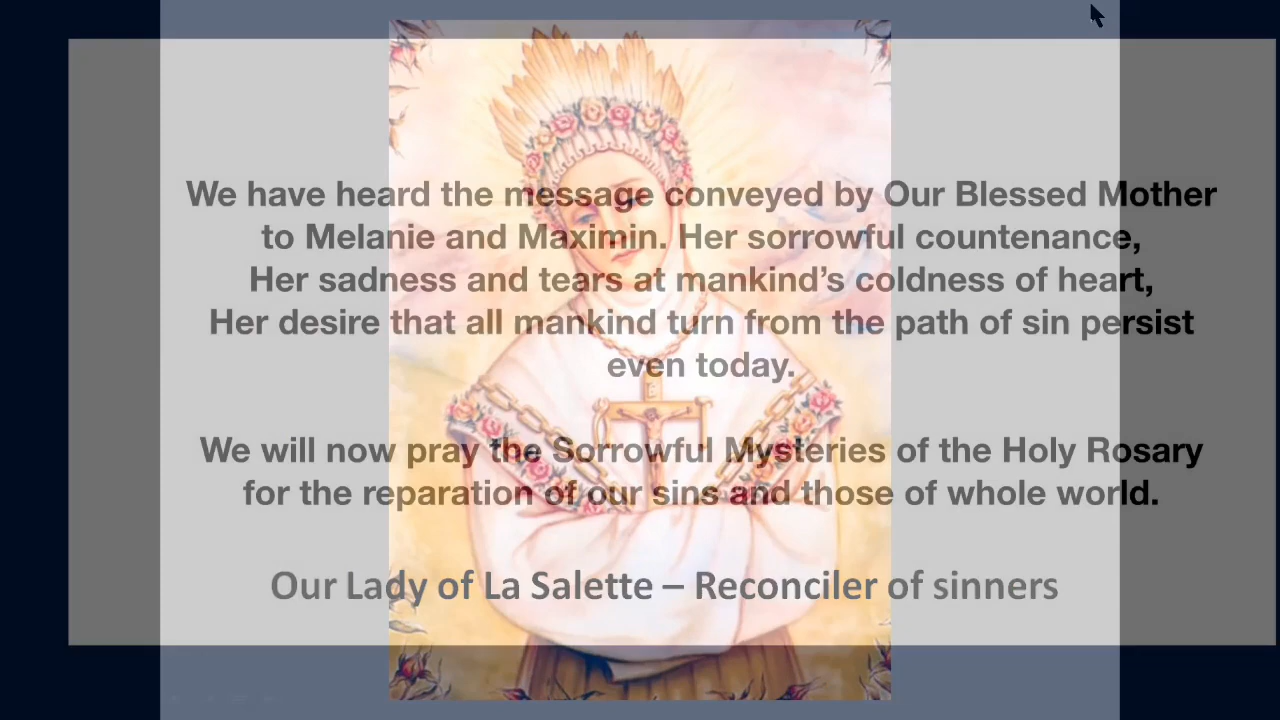 We have heard the message conveyed by Our Blessed Mother
to Melanie and Maximin. Her sorrowful countenance,
Her sadness and tears at mankind’s coldness of heart,
Her desire that all mankind turn from the path of sin persist
even today.
We will now pray the Sorrowful Mysteries of the Holy Rosary
for the reparation of our sins and those of whole world.
Our Lady of La Salette – Reconciler of sinners